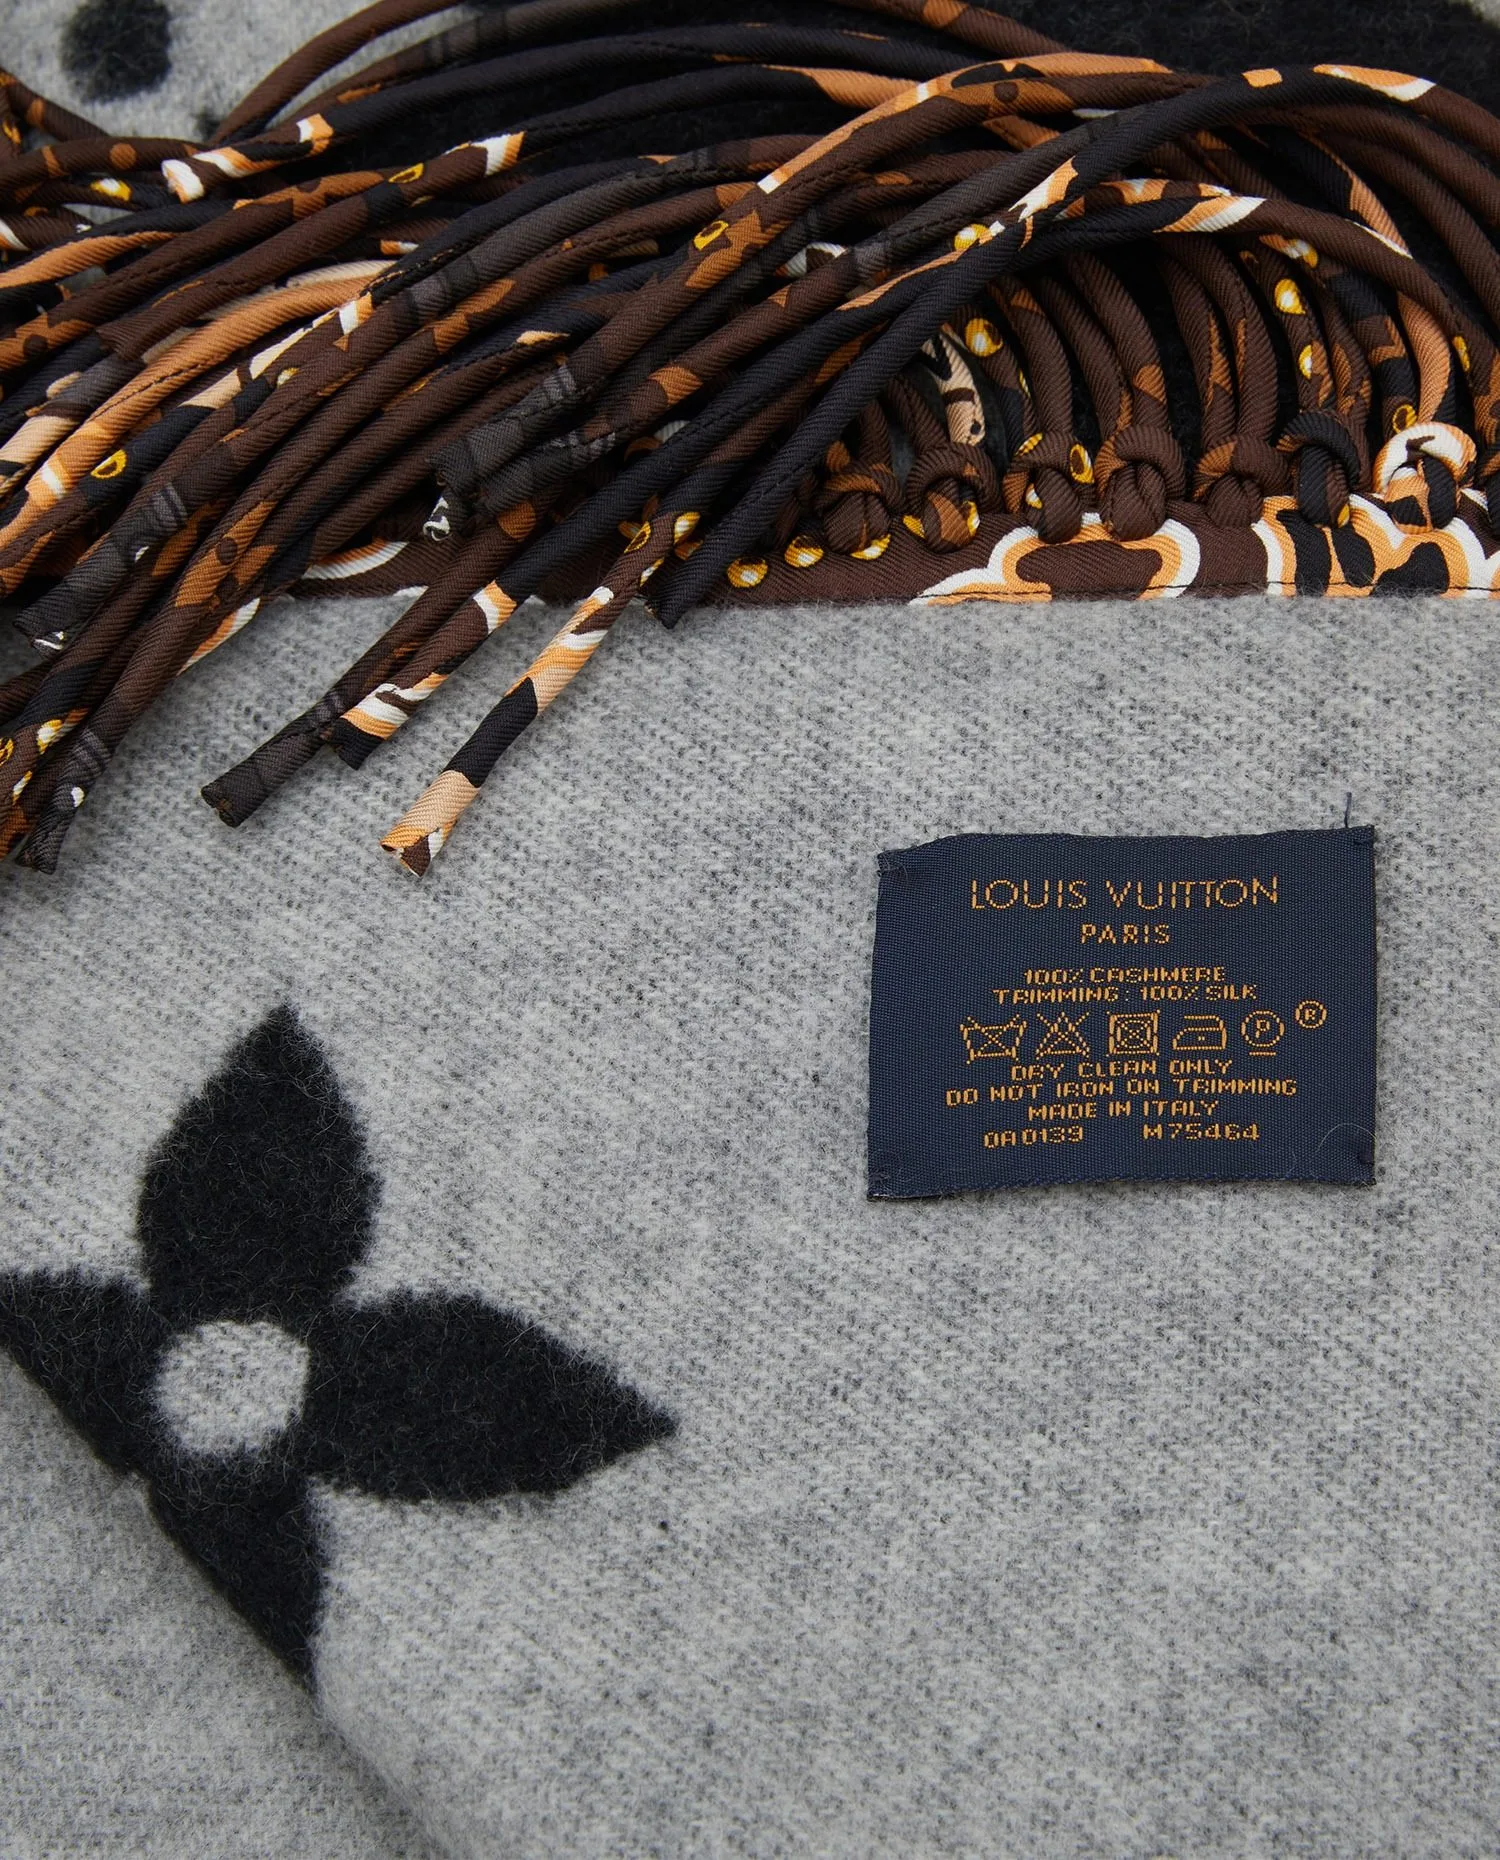 LOUIS VUITTON
PARIS
100% CASHMERE
TRIMMING: 100% SILK
P ®
DRY CLEAN ONLY
DO NOT IRON ON TRIMMING
MADE IN ITALY
0A0139 M75464